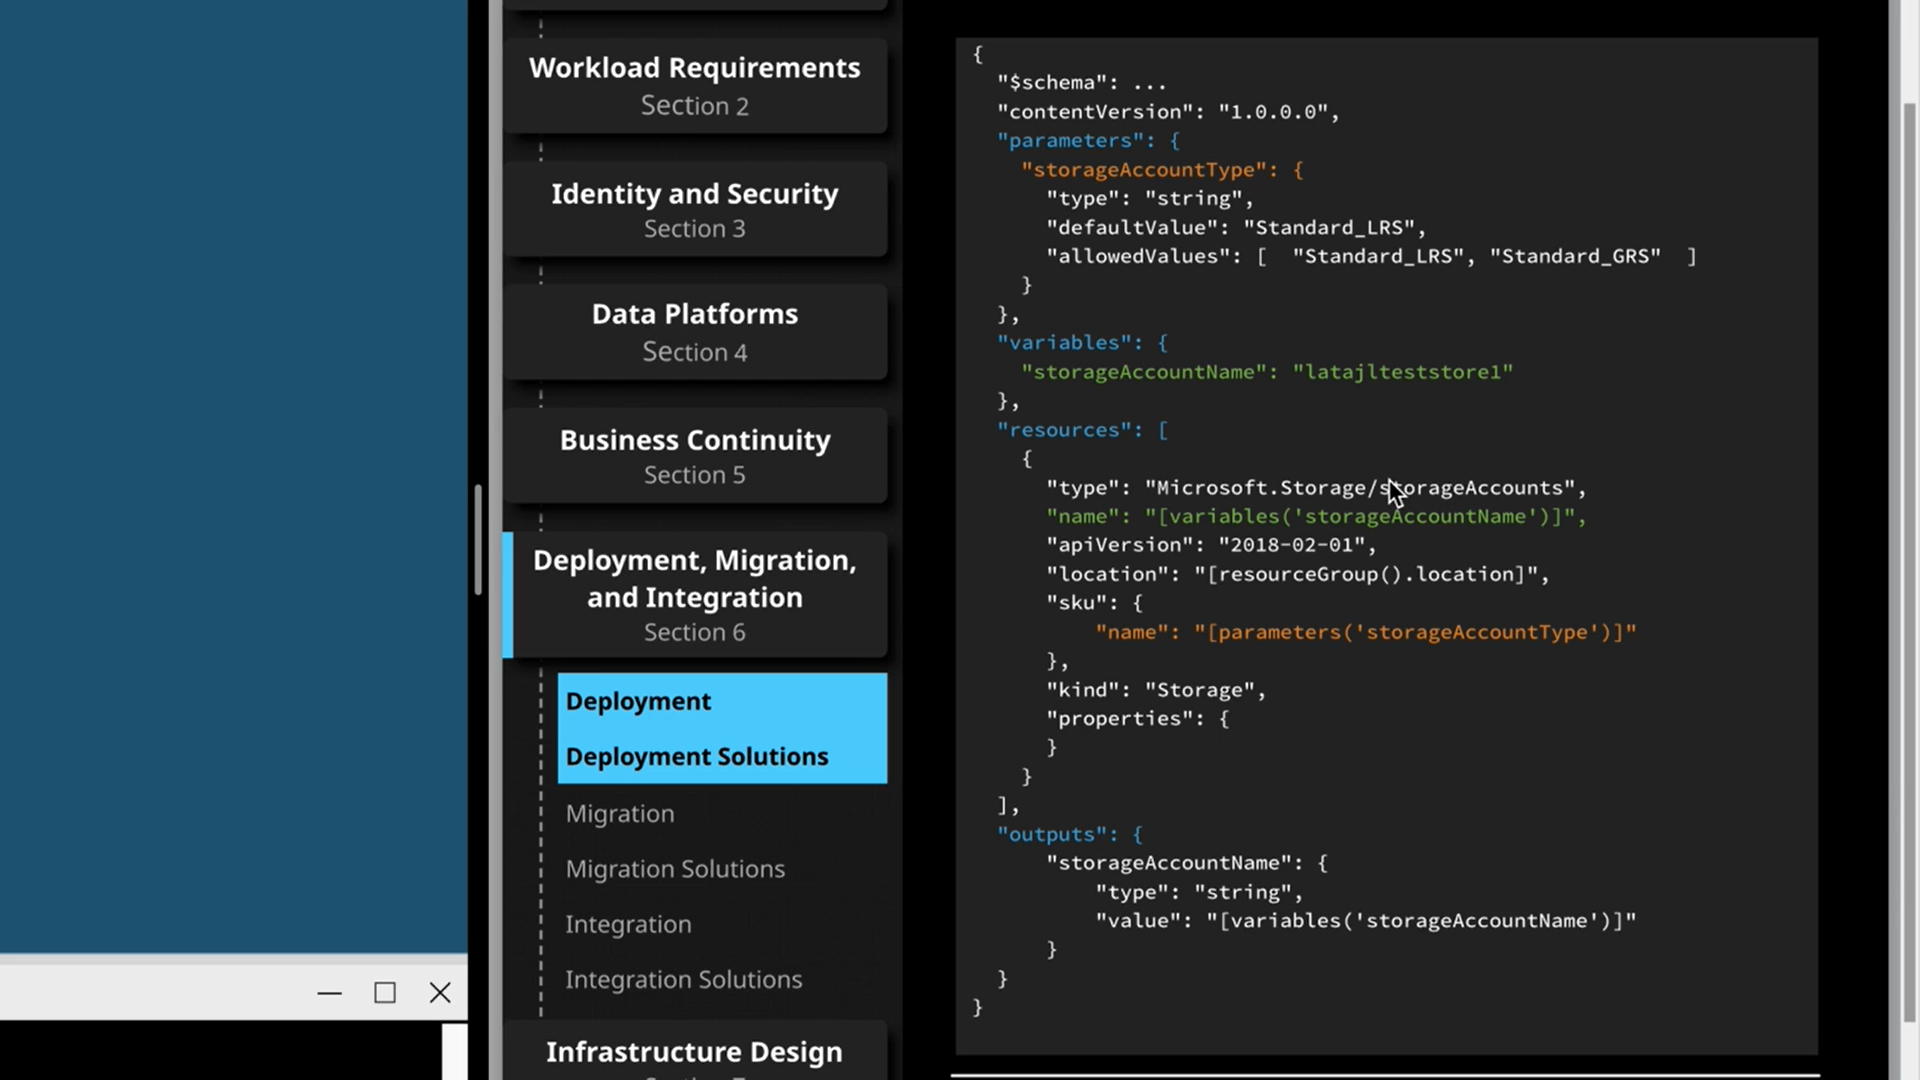 Workload Requirements
Section 2
Identity and Security
Section 3
Data Platforms
Section 4
Business Continuity
Section 5
Deployment, Migration,
and Integration
Section 6
Deployment
Deployment Solutions
Migration
Migration Solutions
Integration
Integration Solutions
Infrastructure Design
{
"$schema": ...
"contentVersion": "1.0.0.0",
"parameters": {
"storageAccountType": {
"type": "string",
"defaultValue": "Standard_LRS",
"allowedValues": [  "Standard_LRS", "Standard_GRS"  ]
}
},
"variables": {
"storageAccountName": "latajlteststore1"
},
"resources": [
{
"type": "Microsoft.Storage/storageAccounts",
"name": "[variables('storageAccountName')]",
"apiVersion": "2018-02-01",
"location": "[resourceGroup().location]",
"sku": {
"name": "[parameters('storageAccountType')]"
},
"kind": "Storage",
"properties": {
}
}
],
"outputs": {
"storageAccountName": {
"type": "string",
"value": "[variables('storageAccountName')]"
}
}
}